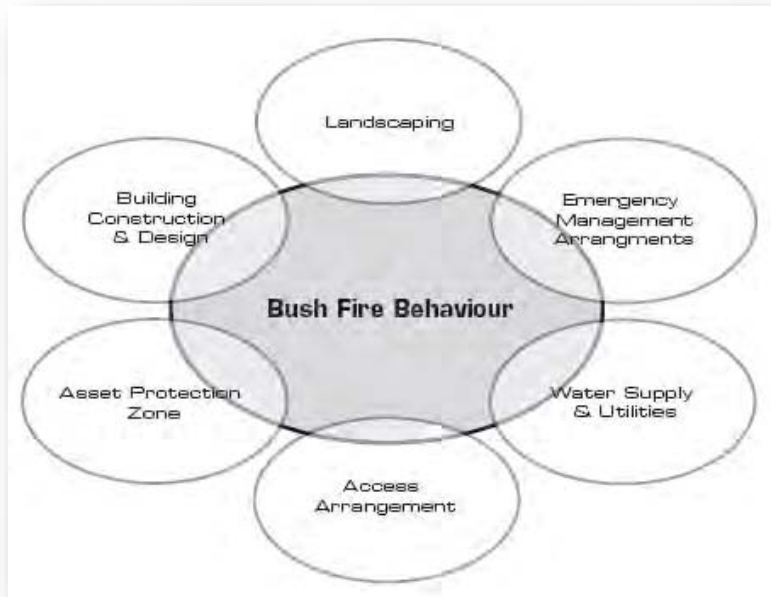 Landscaping
Building
Construction
& Design
Emergency
Management
Arrangments
Bush Fire Behaviour
Asset Protection
Zone
Water Supply
& Utilities
Access
Arrangement